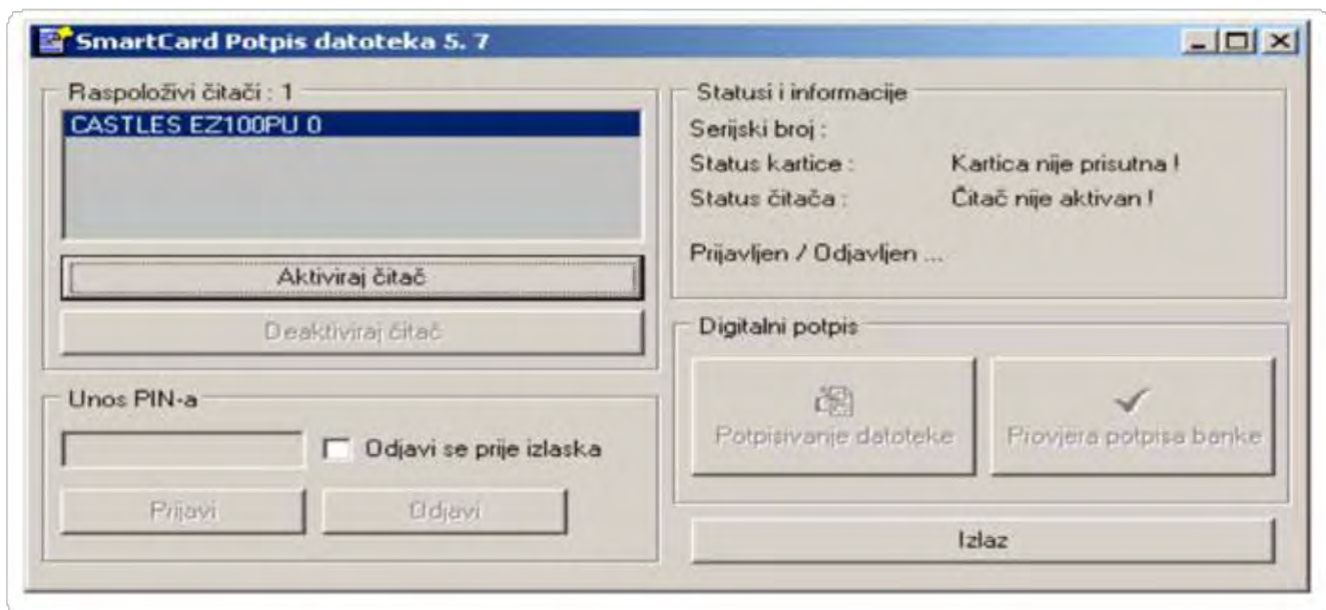 SmartCard Potpis datoteka 5. 7
Raspoloživi čitači : 1
CASTLES EZ100PU 0
Aktiviraj čitač
Deaktiviraj čitač
Unos PIN-a
Odjavi se prije izlaska
Prijavi
Odjavi
Statusi i informacije
Serijski broj :
Status kartice : Kartica nije prisutna !
Status čitača : Čitač nije aktivan !
Prijavljen / Odjavljen ...
Digitalni potpis
Potpisivanje datoteke
Provjera potpisa banke
Izlaz